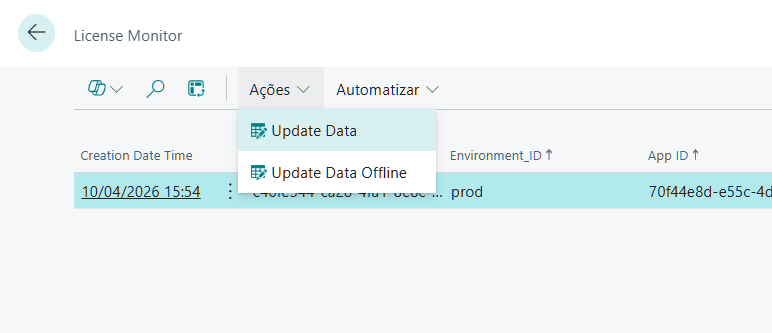 License Monitor
Ações Automatizar
Update Data
Creation Date Time Environment_ID App ID
Update Data Offline
10/04/2026 15:54 prod 70f44e8d-e55c-4d